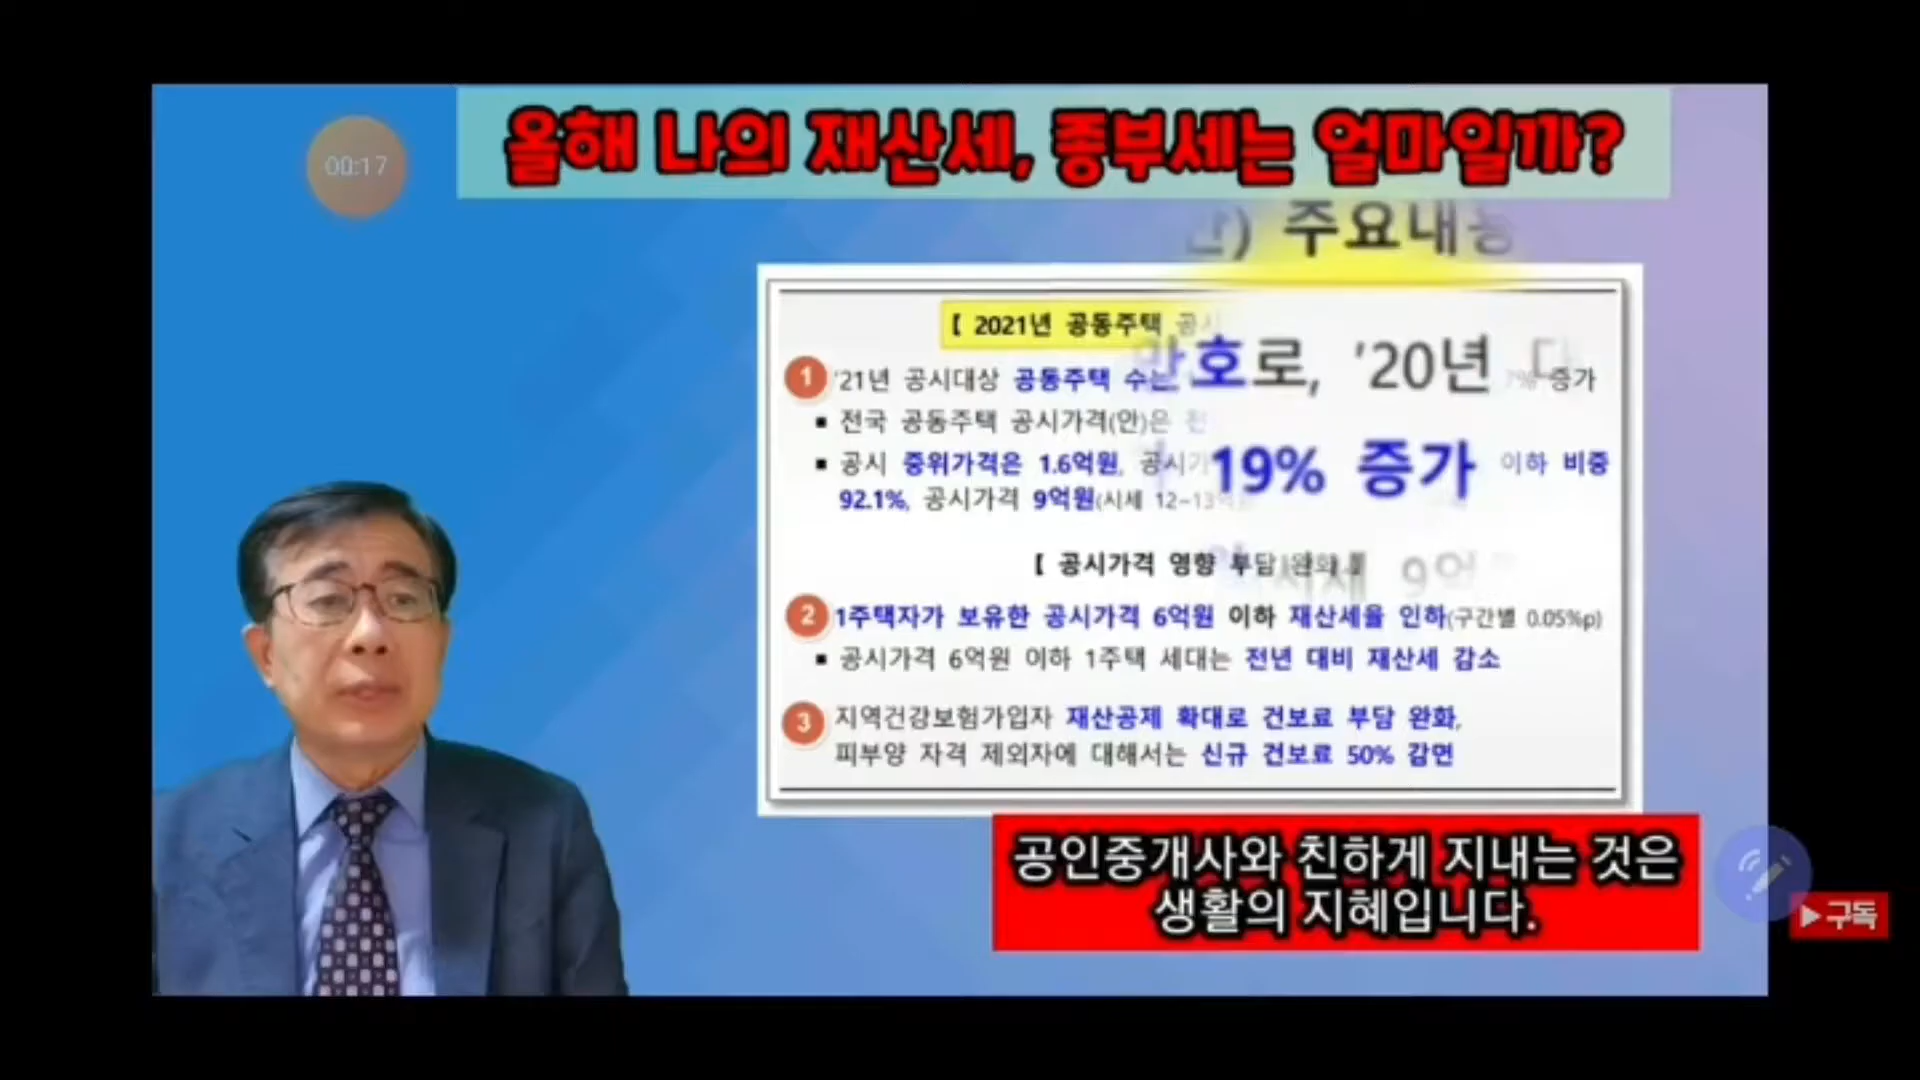 올해 나의 재산세, 종부세는 얼마일까?
00:17
주요내용
【 2021년 공동주택
1 '21년 공시대상 공동주택 수는
호로, '20년
증가
▪ 전국 공동주택 공시가격(안)은
19% 증가
▪ 공시 중위가격은 1.6억원, 공시가
이하 비중
92.1%, 공시가격 9억원(시세 12~13억
【 공시가격 영향 부담 완화 】
2 1주택자가 보유한 공시가격 6억원 이하 재산세율 인하(구간별 0.05%p)
▪ 공시가격 6억원 이하 1주택 세대는 전년 대비 재산세 감소
3 지역건강보험가입자 재산공제 확대로 건보료 부담 완화,
피부양 자격 제외자에 대해서는 신규 건보료 50% 감면
공인중개사와 친하게 지내는 것은
생활의 지혜입니다.
구독